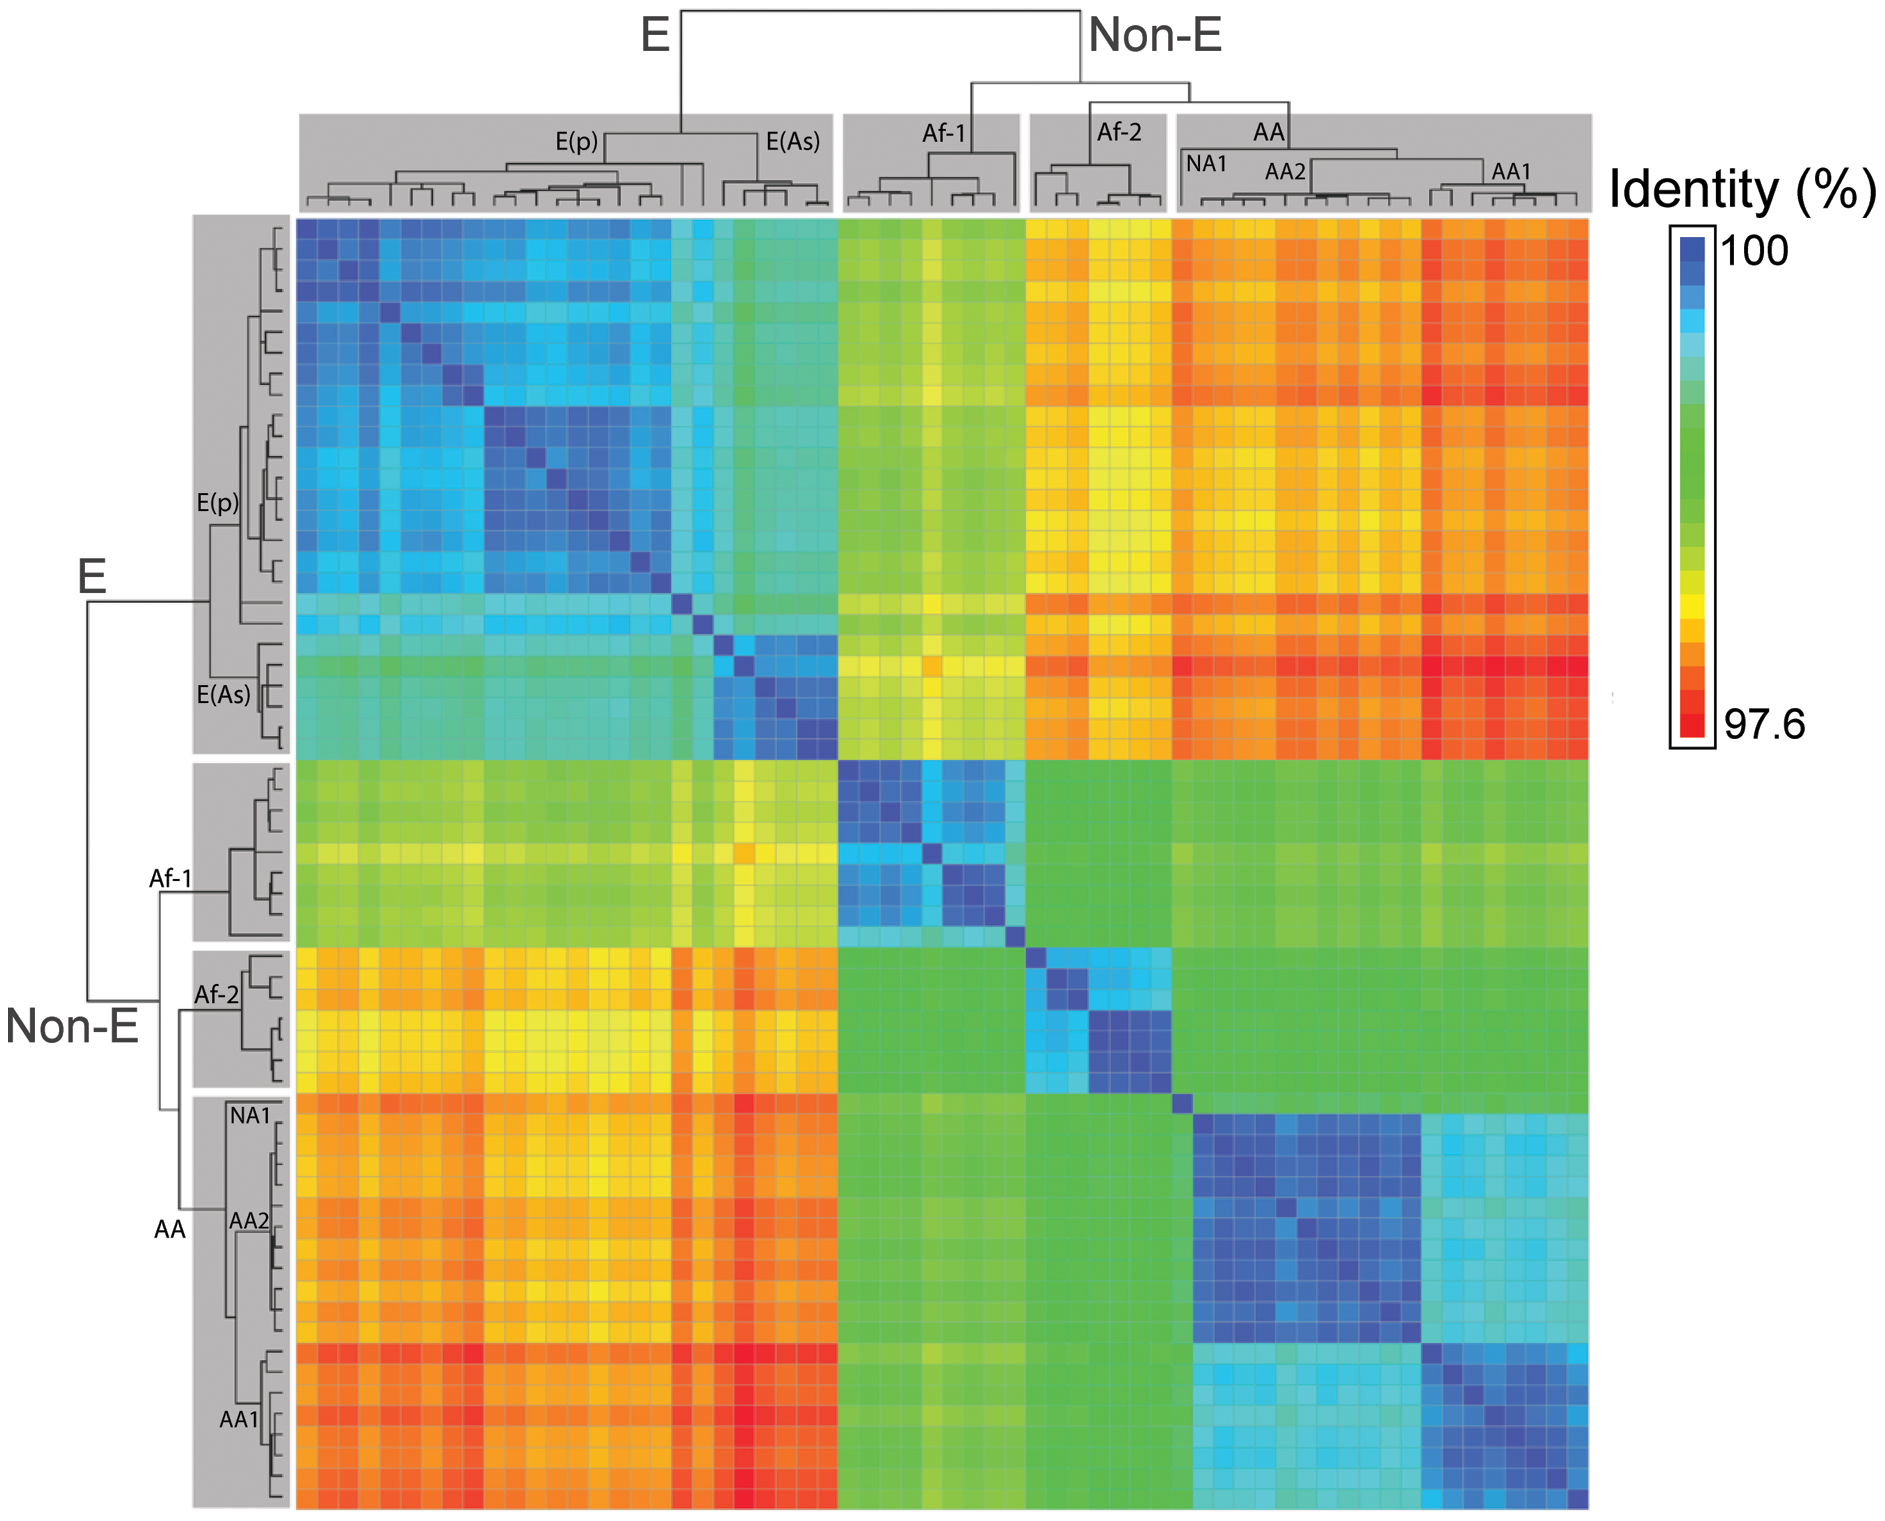 E
Non-E
E(p)
E(As)
Af-1
Af-2
AA
NA1
AA2
AA1
Identity (%)
100
97.6
E(p)
E
E(As)
Af-1
Af-2
Non-E
NA1
AA2
AA
AA1